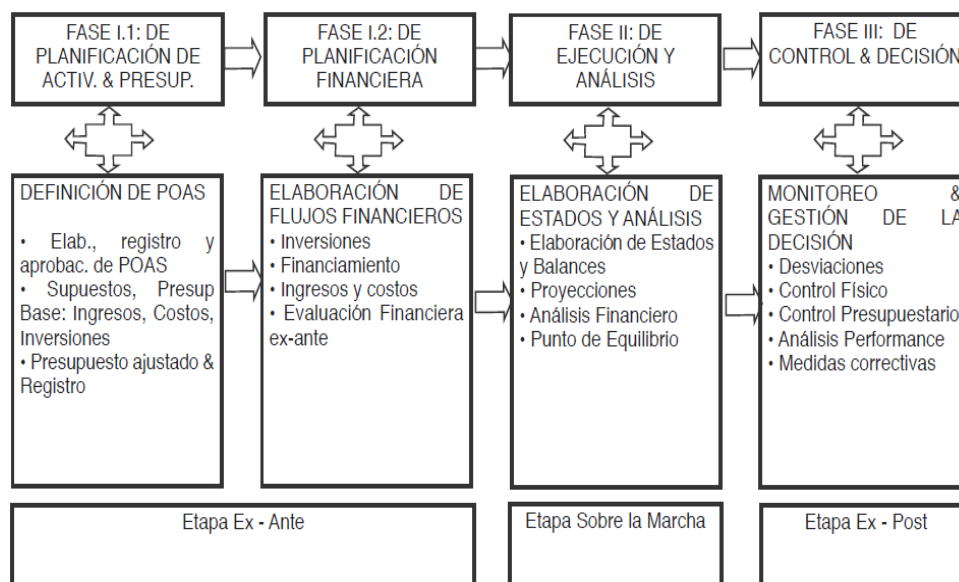 FASE I.1: DE
PLANIFICACIÓN DE
ACTIV. & PRESUP.
FASE I.2: DE
PLANIFICACIÓN
FINANCIERA
FASE II: DE
EJECUCIÓN Y
ANÁLISIS
FASE III: DE
CONTROL & DECISIÓN
DEFINICIÓN DE POAS
• Elab., registro y
aprobac. de POAS
• Supuestos, Presup
Base: Ingresos, Costos,
Inversiones
• Presupuesto ajustado &
Registro
ELABORACIÓN DE
FLUJOS FINANCIEROS
• Inversiones
• Financiamiento
• Ingresos y costos
• Evaluación Financiera
ex-ante
ELABORACIÓN DE
ESTADOS Y ANÁLISIS
• Elaboración de Estados
y Balances
• Proyecciones
• Análisis Financiero
• Punto de Equilibrio
MONITOREO &
GESTIÓN DE LA
DECISIÓN
• Desviaciones
• Control Físico
• Control Presupuestario
• Análisis Performance
• Medidas correctivas
Etapa Ex - Ante
Etapa Sobre la Marcha
Etapa Ex - Post